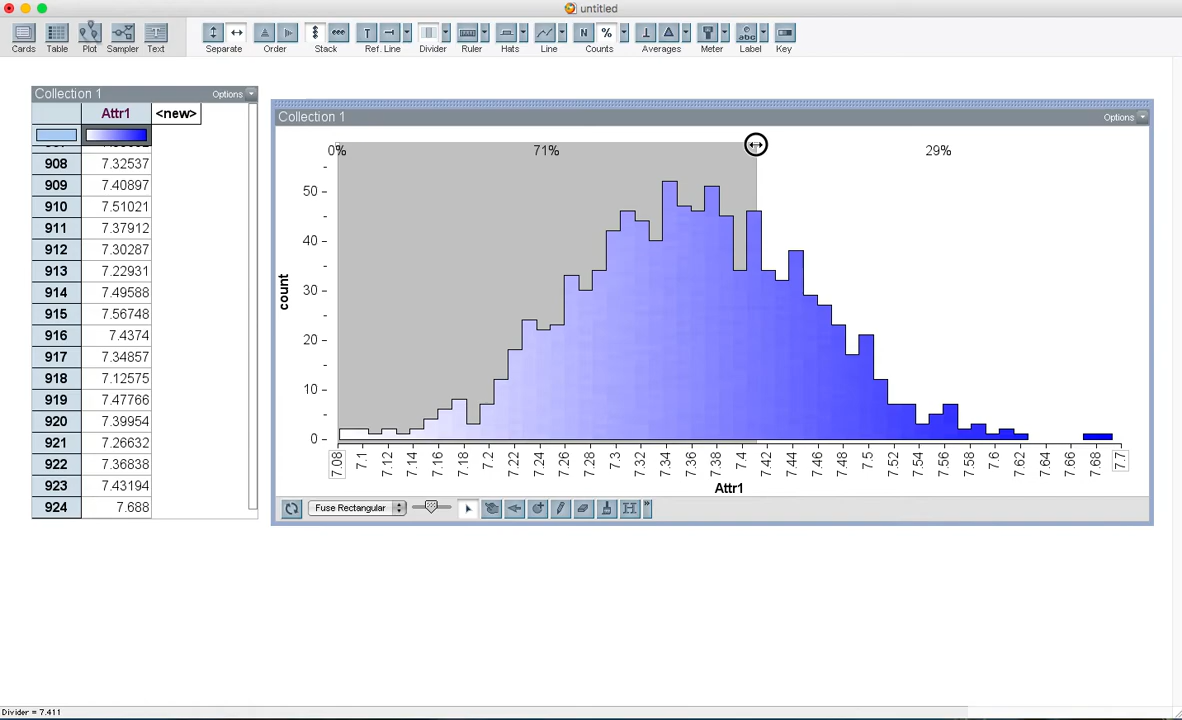 untitled
Cards Table Plot Sampler Text Separate Order Stack Ref. Line Divider Ruler Hats Line Counts Averages Meter Label Key
N % abc
Collection 1 Options
Attr1 <new>
908 7.32537
909 7.40897
910 7.51021
911 7.37912
912 7.30287
913 7.22931
914 7.49588
915 7.56748
916 7.4374
917 7.34857
918 7.12575
919 7.47766
920 7.39954
921 7.26632
922 7.36838
923 7.43194
924 7.688
Collection 1 Options
0% 71% 29%
50
40
30
20
10
0
count
7.08 7.1 7.12 7.14 7.16 7.18 7.2 7.22 7.24 7.26 7.28 7.3 7.32 7.34 7.36 7.38 7.4 7.42 7.44 7.46 7.48 7.5 7.52 7.54 7.56 7.58 7.6 7.62 7.64 7.66 7.68 7.7
Attr1
Fuse Rectangular
Divider = 7.411